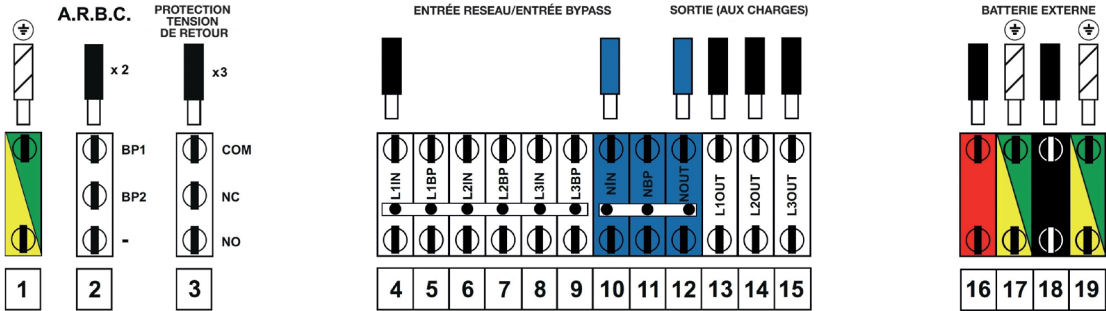 A.R.B.C.
PROTECTION
TENSION
DE RETOUR
ENTRÉE RESEAU/ENTRÉE BYPASS
SORTIE (AUX CHARGES)
BATTERIE EXTERNE
x 2
x3
BP1
BP2
-
COM
NC
NO
L1IN
L1BP
L2IN
L2BP
L3IN
L3BP
NIN
NBP
NOUT
L1OUT
L2OUT
L3OUT
1
2
3
4
5
6
7
8
9
10
11
12
13
14
15
16
17
18
19